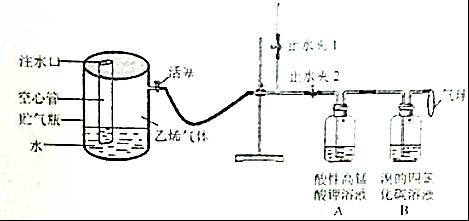 注水口
空心管
贮气瓶
水
活塞
乙烯气体
止水夹1
止水夹2
气球
酸性高锰
酸钾溶液
A
溴的四氯
化碳溶液
B